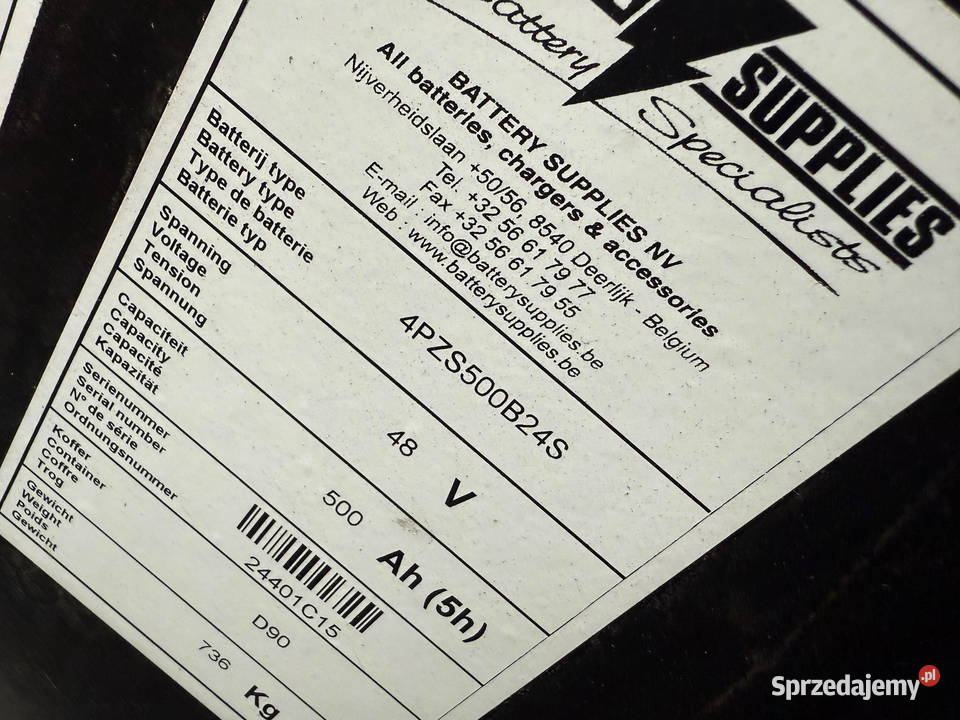 Battery
SUPPLIES
Specialists
BATTERY SUPPLIES NV
All batteries, chargers & accessories
Nijverheidslaan +50/56, 8540 Deerlijk - Belgium
Tel. +32 56 61 79 77
Fax +32 56 61 79 55
E-mail : info@batterysupplies.be
Web : www.batterysupplies.be
Batterij type
Battery type
Type de batterie
Batterie typ
4PZS500B24S
Spanning
Voltage
Tension
Spannung
48 V
Capaciteit
Capacity
Capacité
Kapazität
500 Ah (5h)
Serienummer
Serial number
N° de série
Ordnungsnummer
24401C15
Koffer
Container
Coffre
Trog
D90
Gewicht
Weight
Poids
Gewicht
736 Kg
Sprzedajemy.pl